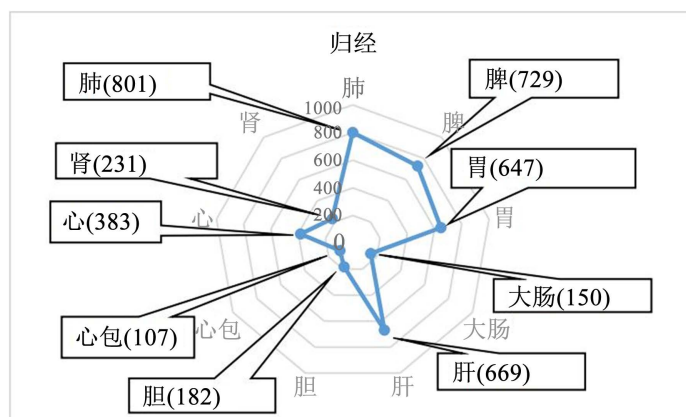 归经
肺(801)
脾(729)
肺
1000
肾
800
脾
肾(231)
600
胃(647)
400
心(383)
心
200
胃
0
大肠(150)
心包(107)
心包
大肠
肝(669)
胆(182)
胆
肝